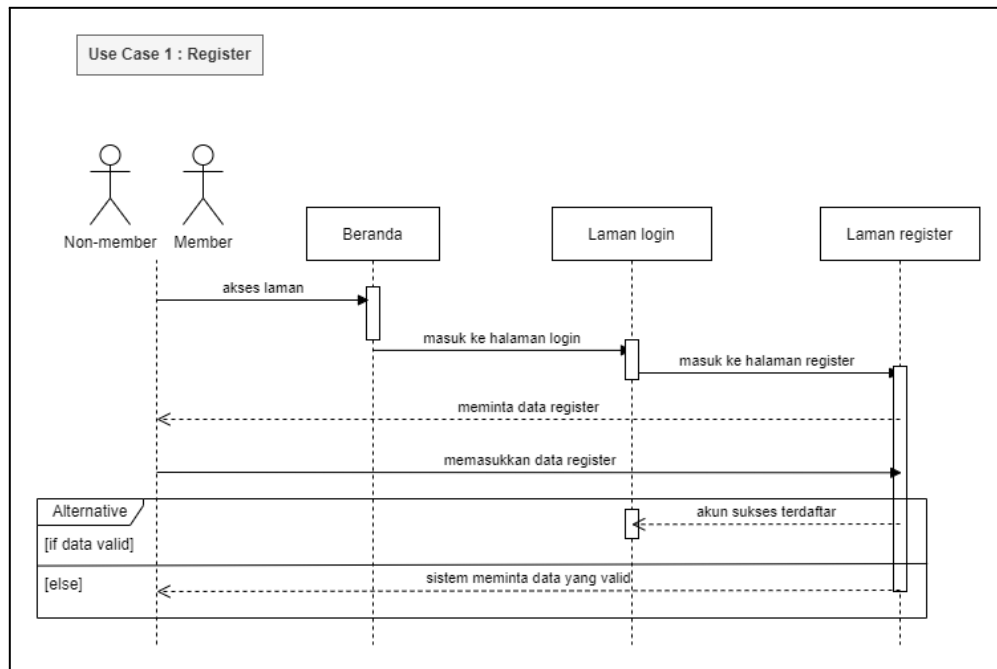 Use Case 1 : Register
Non-member
Member
Beranda
Laman login
Laman register
akses laman
masuk ke halaman login
masuk ke halaman register
meminta data register
memasukkan data register
Alternative
akun sukses terdaftar
[if data valid]
[else]
sistem meminta data yang valid